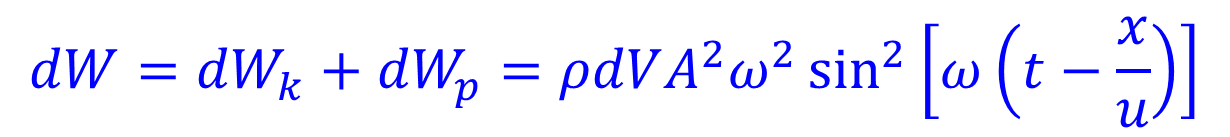 dW = dW_k + dW_p = ρdVA²ω² sin² [ω (t − x/u)]